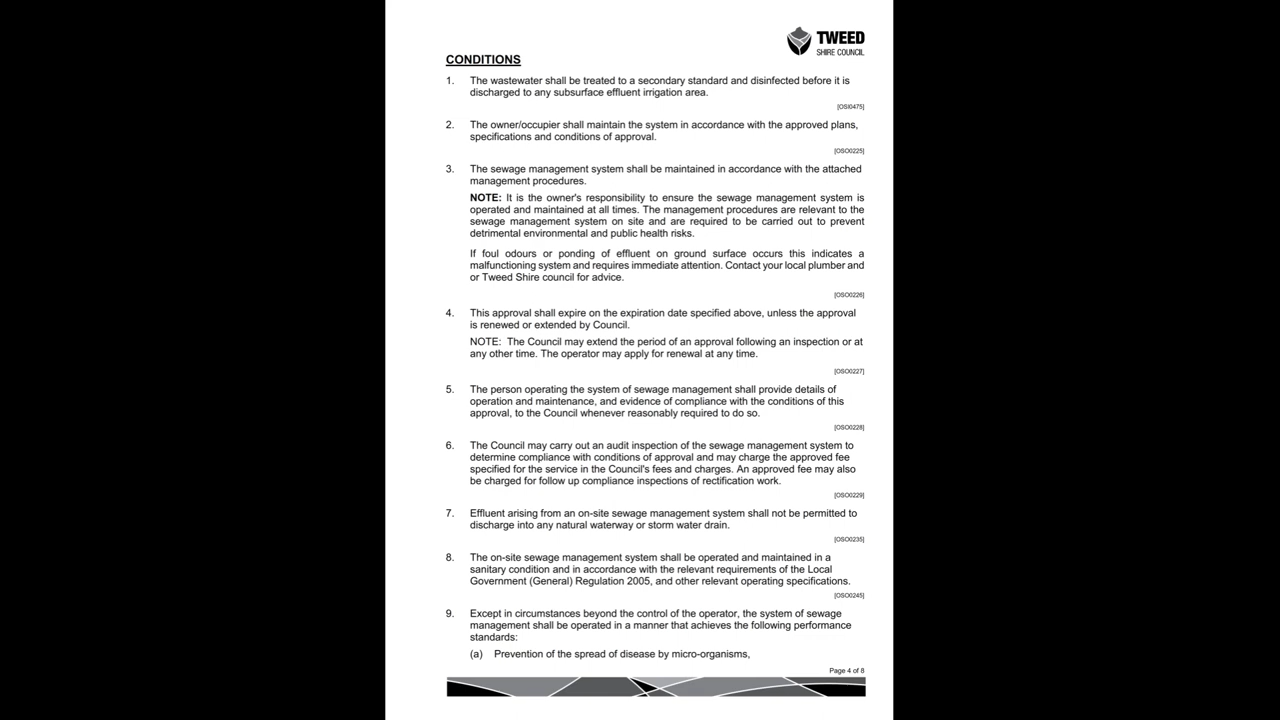 TWEED
SHIRE COUNCIL
CONDITIONS
1. The wastewater shall be treated to a secondary standard and disinfected before it is
discharged to any subsurface effluent irrigation area.
[OSI0475]
2. The owner/occupier shall maintain the system in accordance with the approved plans,
specifications and conditions of approval.
[OSO0225]
3. The sewage management system shall be maintained in accordance with the attached
management procedures.
NOTE: It is the owner's responsibility to ensure the sewage management system is
operated and maintained at all times. The management procedures are relevant to the
sewage management system on site and are required to be carried out to prevent
detrimental environmental and public health risks.
If foul odours or ponding of effluent on ground surface occurs this indicates a
malfunctioning system and requires immediate attention. Contact your local plumber and
or Tweed Shire council for advice.
[OSO0226]
4. This approval shall expire on the expiration date specified above, unless the approval
is renewed or extended by Council.
NOTE: The Council may extend the period of an approval following an inspection or at
any other time. The operator may apply for renewal at any time.
[OSO0227]
5. The person operating the system of sewage management shall provide details of
operation and maintenance, and evidence of compliance with the conditions of this
approval, to the Council whenever reasonably required to do so.
[OSO0228]
6. The Council may carry out an audit inspection of the sewage management system to
determine compliance with conditions of approval and may charge the approved fee
specified for the service in the Council's fees and charges. An approved fee may also
be charged for follow up compliance inspections of rectification work.
[OSO0229]
7. Effluent arising from an on-site sewage management system shall not be permitted to
discharge into any natural waterway or storm water drain.
[OSO0235]
8. The on-site sewage management system shall be operated and maintained in a
sanitary condition and in accordance with the relevant requirements of the Local
Government (General) Regulation 2005, and other relevant operating specifications.
[OSO0245]
9. Except in circumstances beyond the control of the operator, the system of sewage
management shall be operated in a manner that achieves the following performance
standards:
(a) Prevention of the spread of disease by micro-organisms,
Page 4 of 8